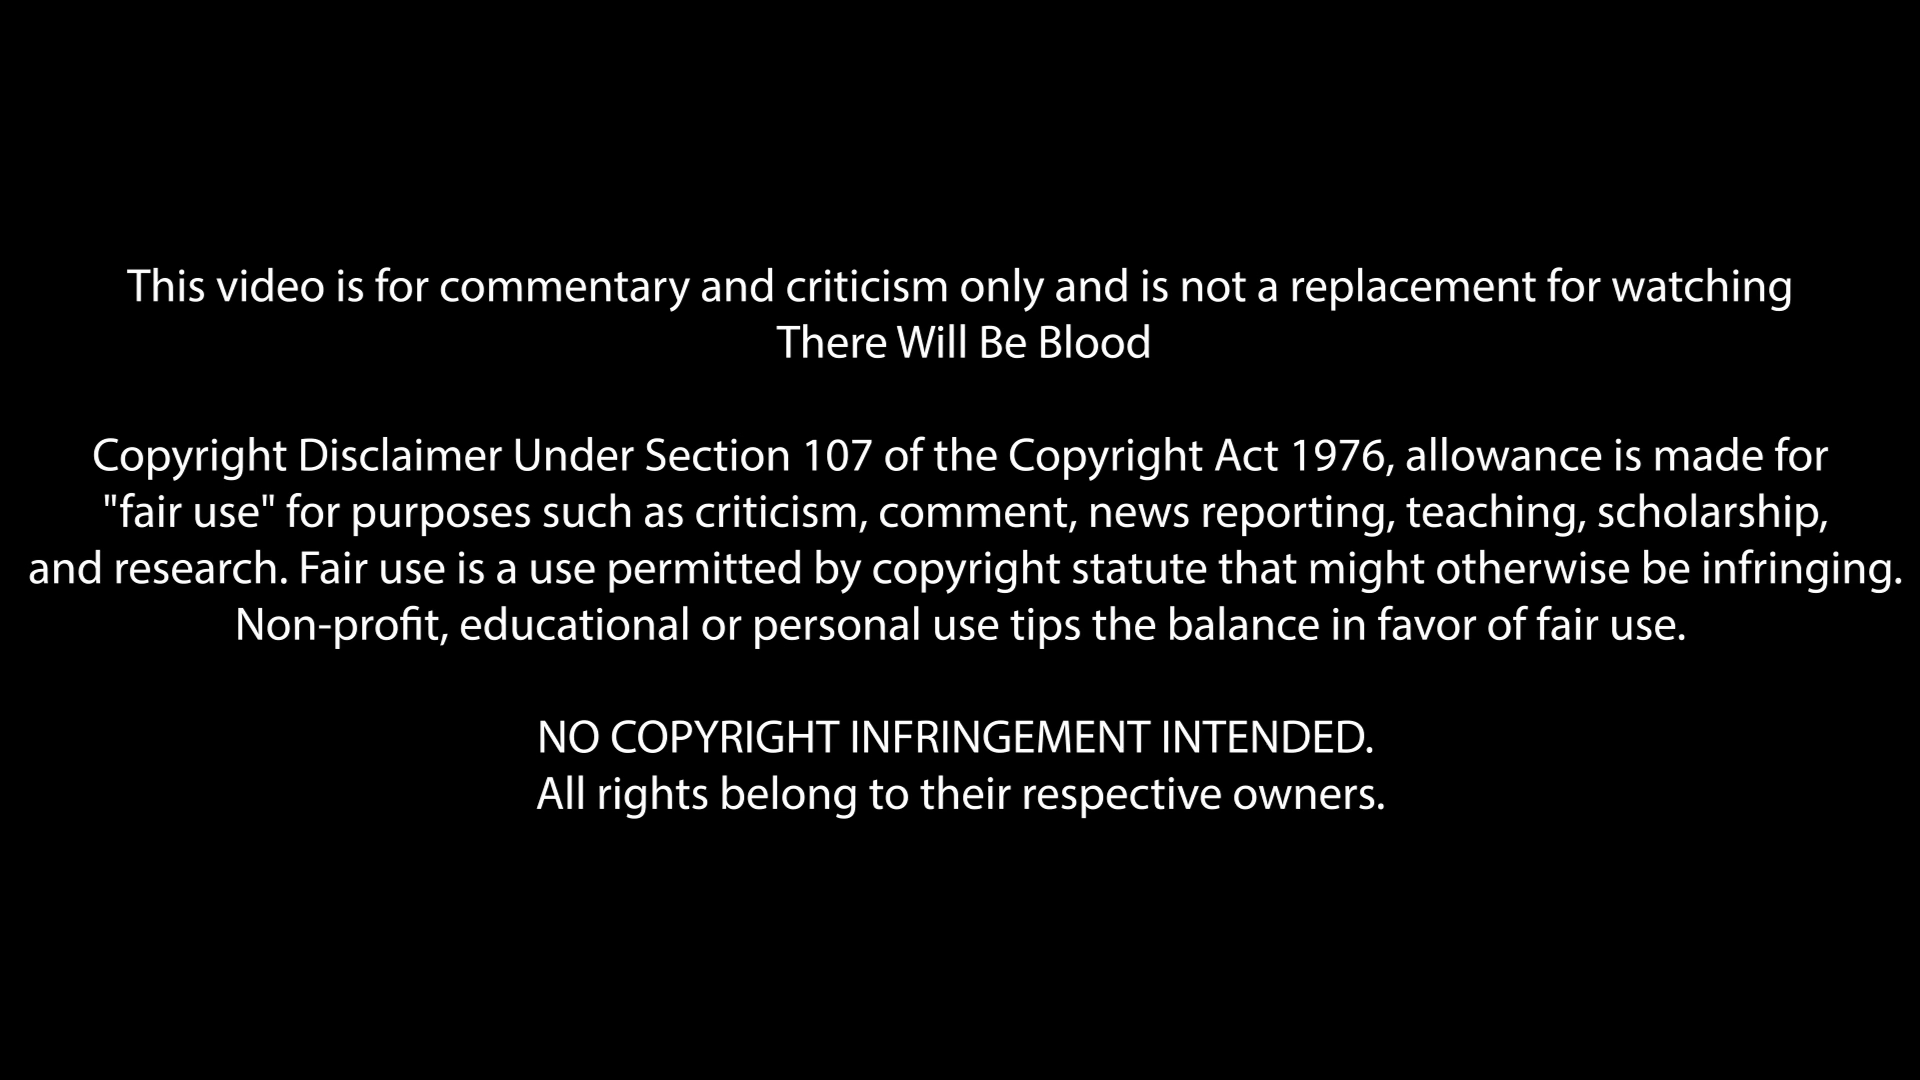 This video is for commentary and criticism only and is not a replacement for watching
There Will Be Blood
Copyright Disclaimer Under Section 107 of the Copyright Act 1976, allowance is made for
"fair use" for purposes such as criticism, comment, news reporting, teaching, scholarship,
and research. Fair use is a use permitted by copyright statute that might otherwise be infringing.
Non-profit, educational or personal use tips the balance in favor of fair use.
NO COPYRIGHT INFRINGEMENT INTENDED.
All rights belong to their respective owners.